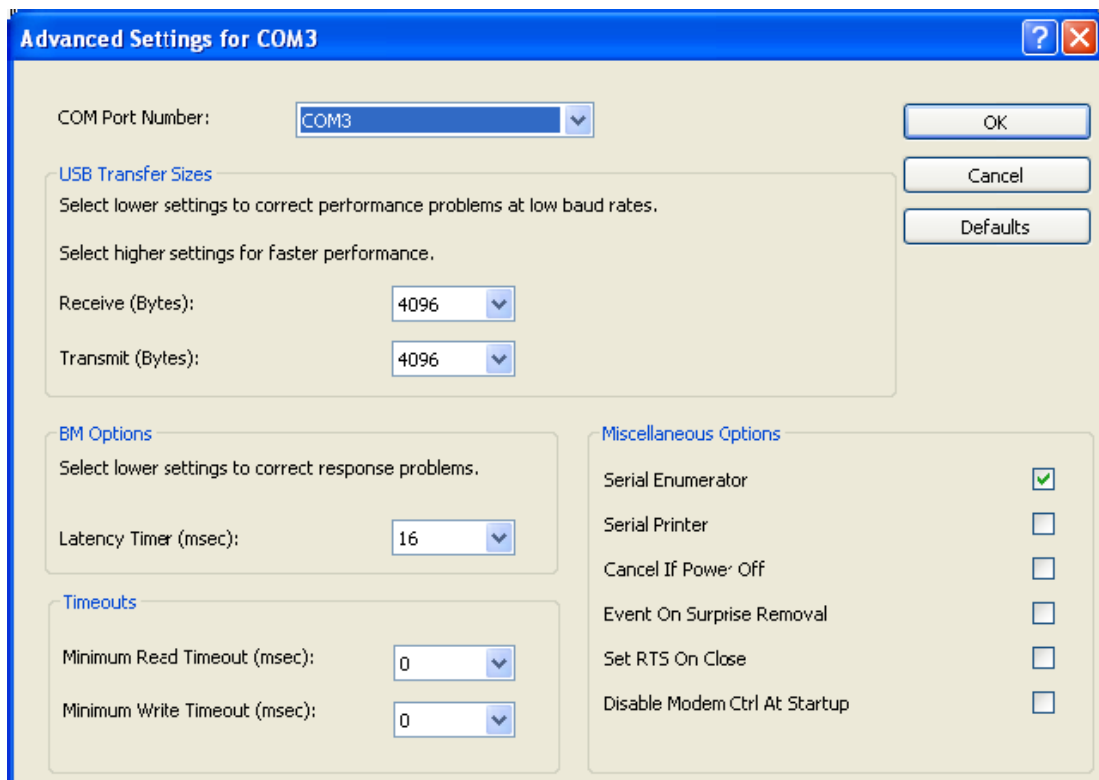 Advanced Settings for COM3
COM Port Number:
COM3
OK
Cancel
Defaults
USB Transfer Sizes
Select lower settings to correct performance problems at low baud rates.
Select higher settings for faster performance.
Receive (Bytes):
4096
Transmit (Bytes):
4096
BM Options
Select lower settings to correct response problems.
Latency Timer (msec):
16
Timeouts
Minimum Read Timeout (msec):
0
Minimum Write Timeout (msec):
0
Miscellaneous Options
Serial Enumerator
Serial Printer
Cancel If Power Off
Event On Surprise Removal
Set RTS On Close
Disable Modem Ctrl At Startup